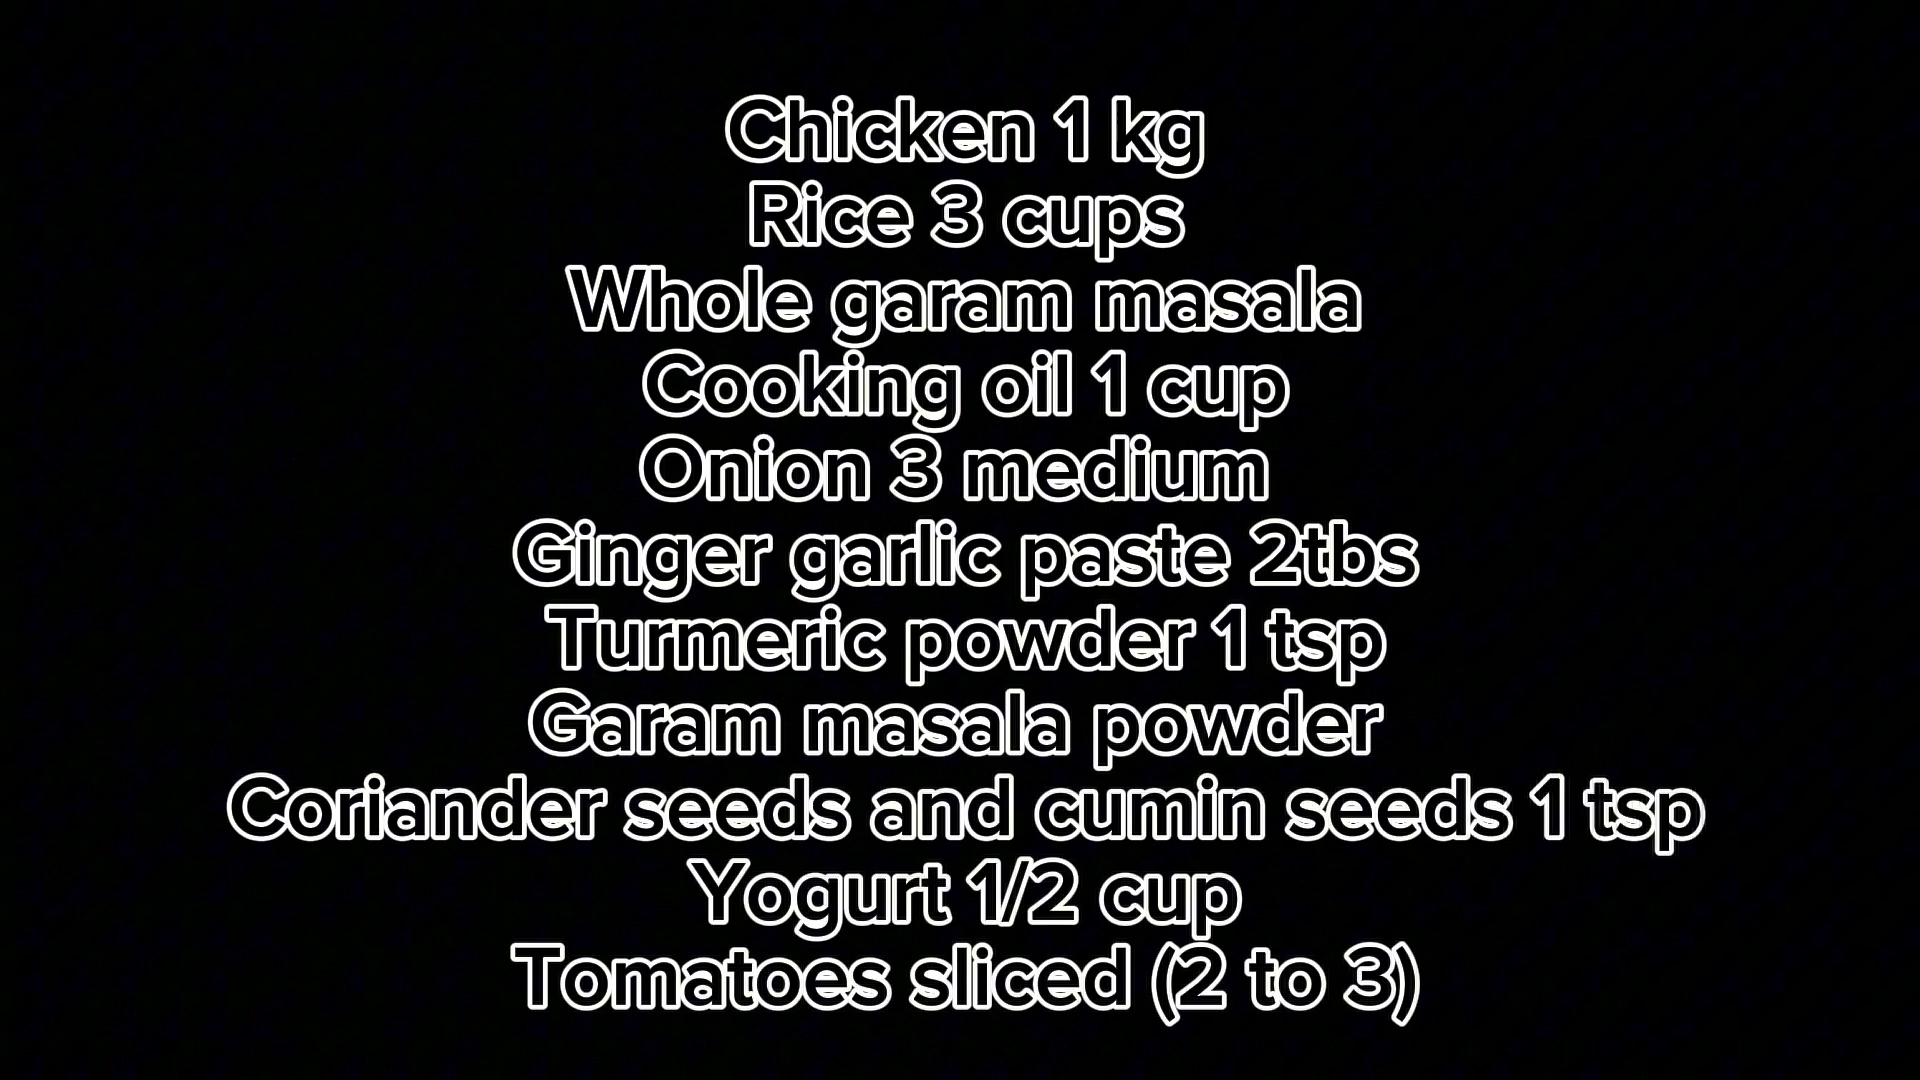 Chicken 1 kg
Rice 3 cups
Whole garam masala
Cooking oil 1 cup
Onion 3 medium
Ginger garlic paste 2tbs
Turmeric powder 1 tsp
Garam masala powder
Coriander seeds and cumin seeds 1 tsp
Yogurt 1/2 cup
Tomatoes sliced (2 to 3)